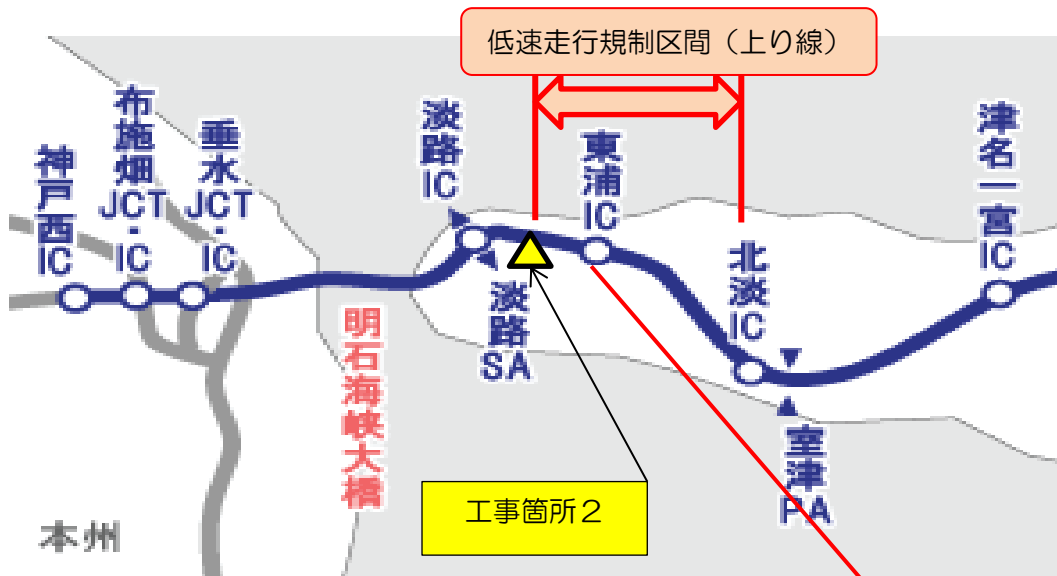 低速走行規制区間（上り線）
神戸西IC
布施畑JCT・IC
垂水JCT・IC
淡路IC
東浦IC
津名一宮IC
北淡IC
淡路SA
明石海峡大橋
室津PA
工事箇所２
本州